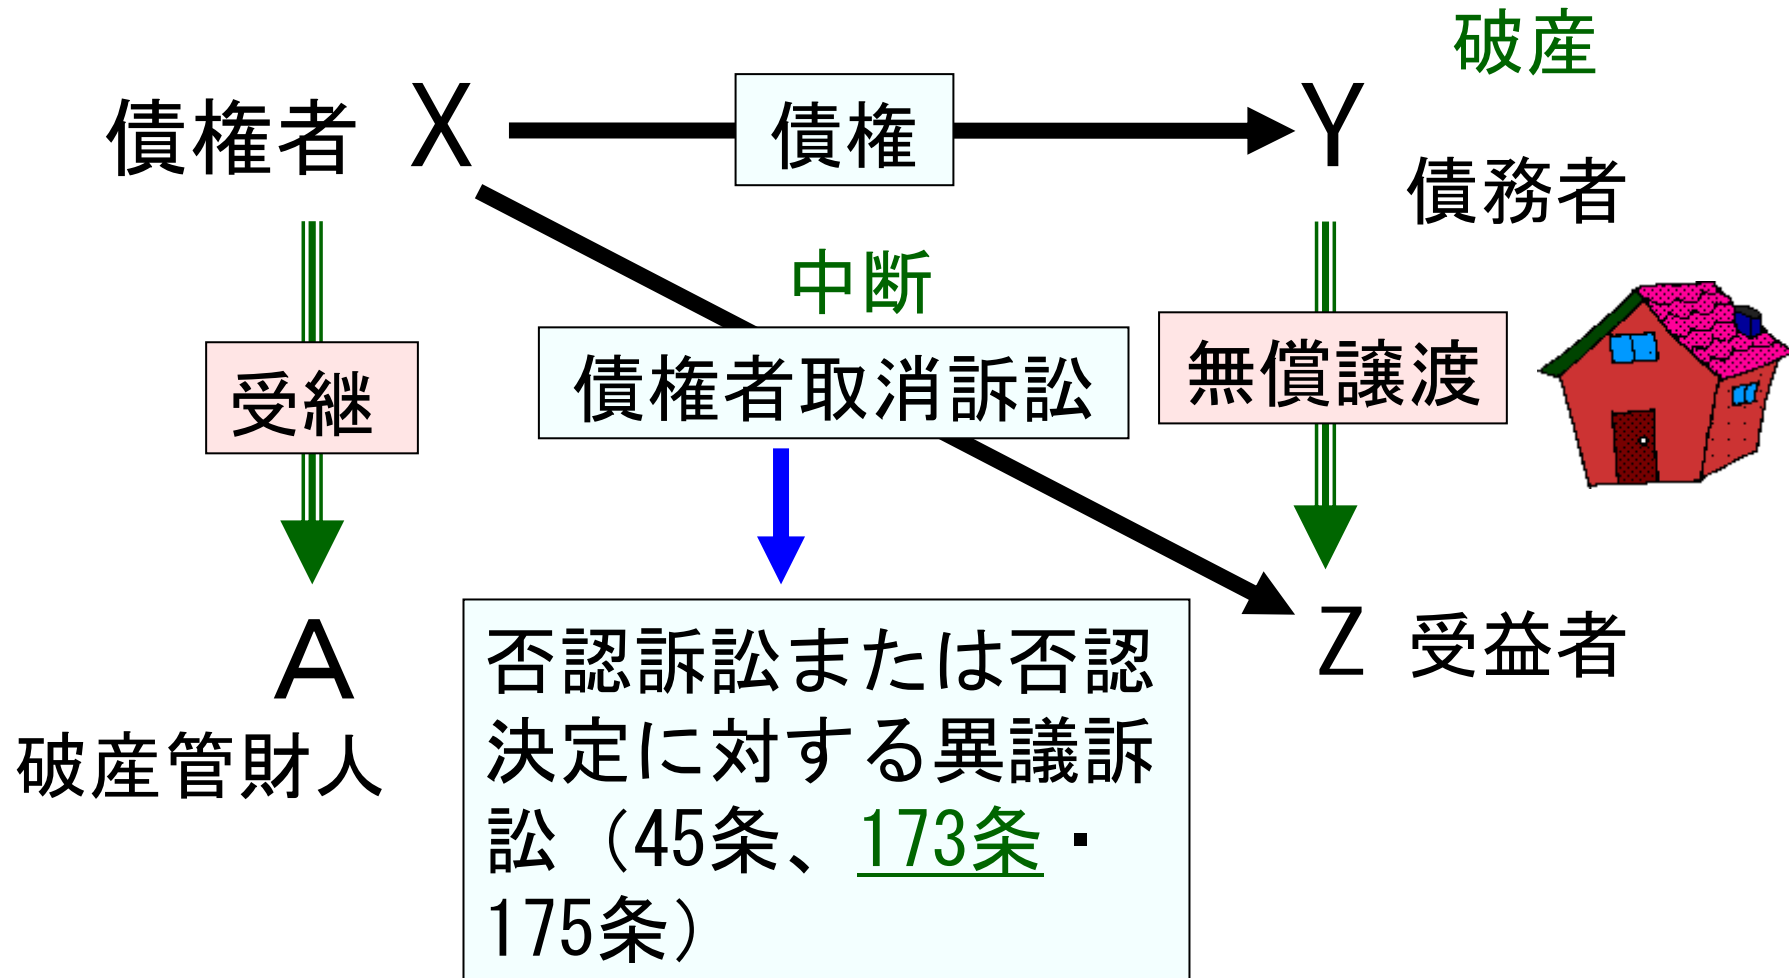 破産
債権者 X
債権
Y
債務者
中断
受継
債権者取消訴訟
無償譲渡
A
破産管財人
Z 受益者
否認訴訟または否認
決定に対する異議訴
訟（45条、173条・
175条）